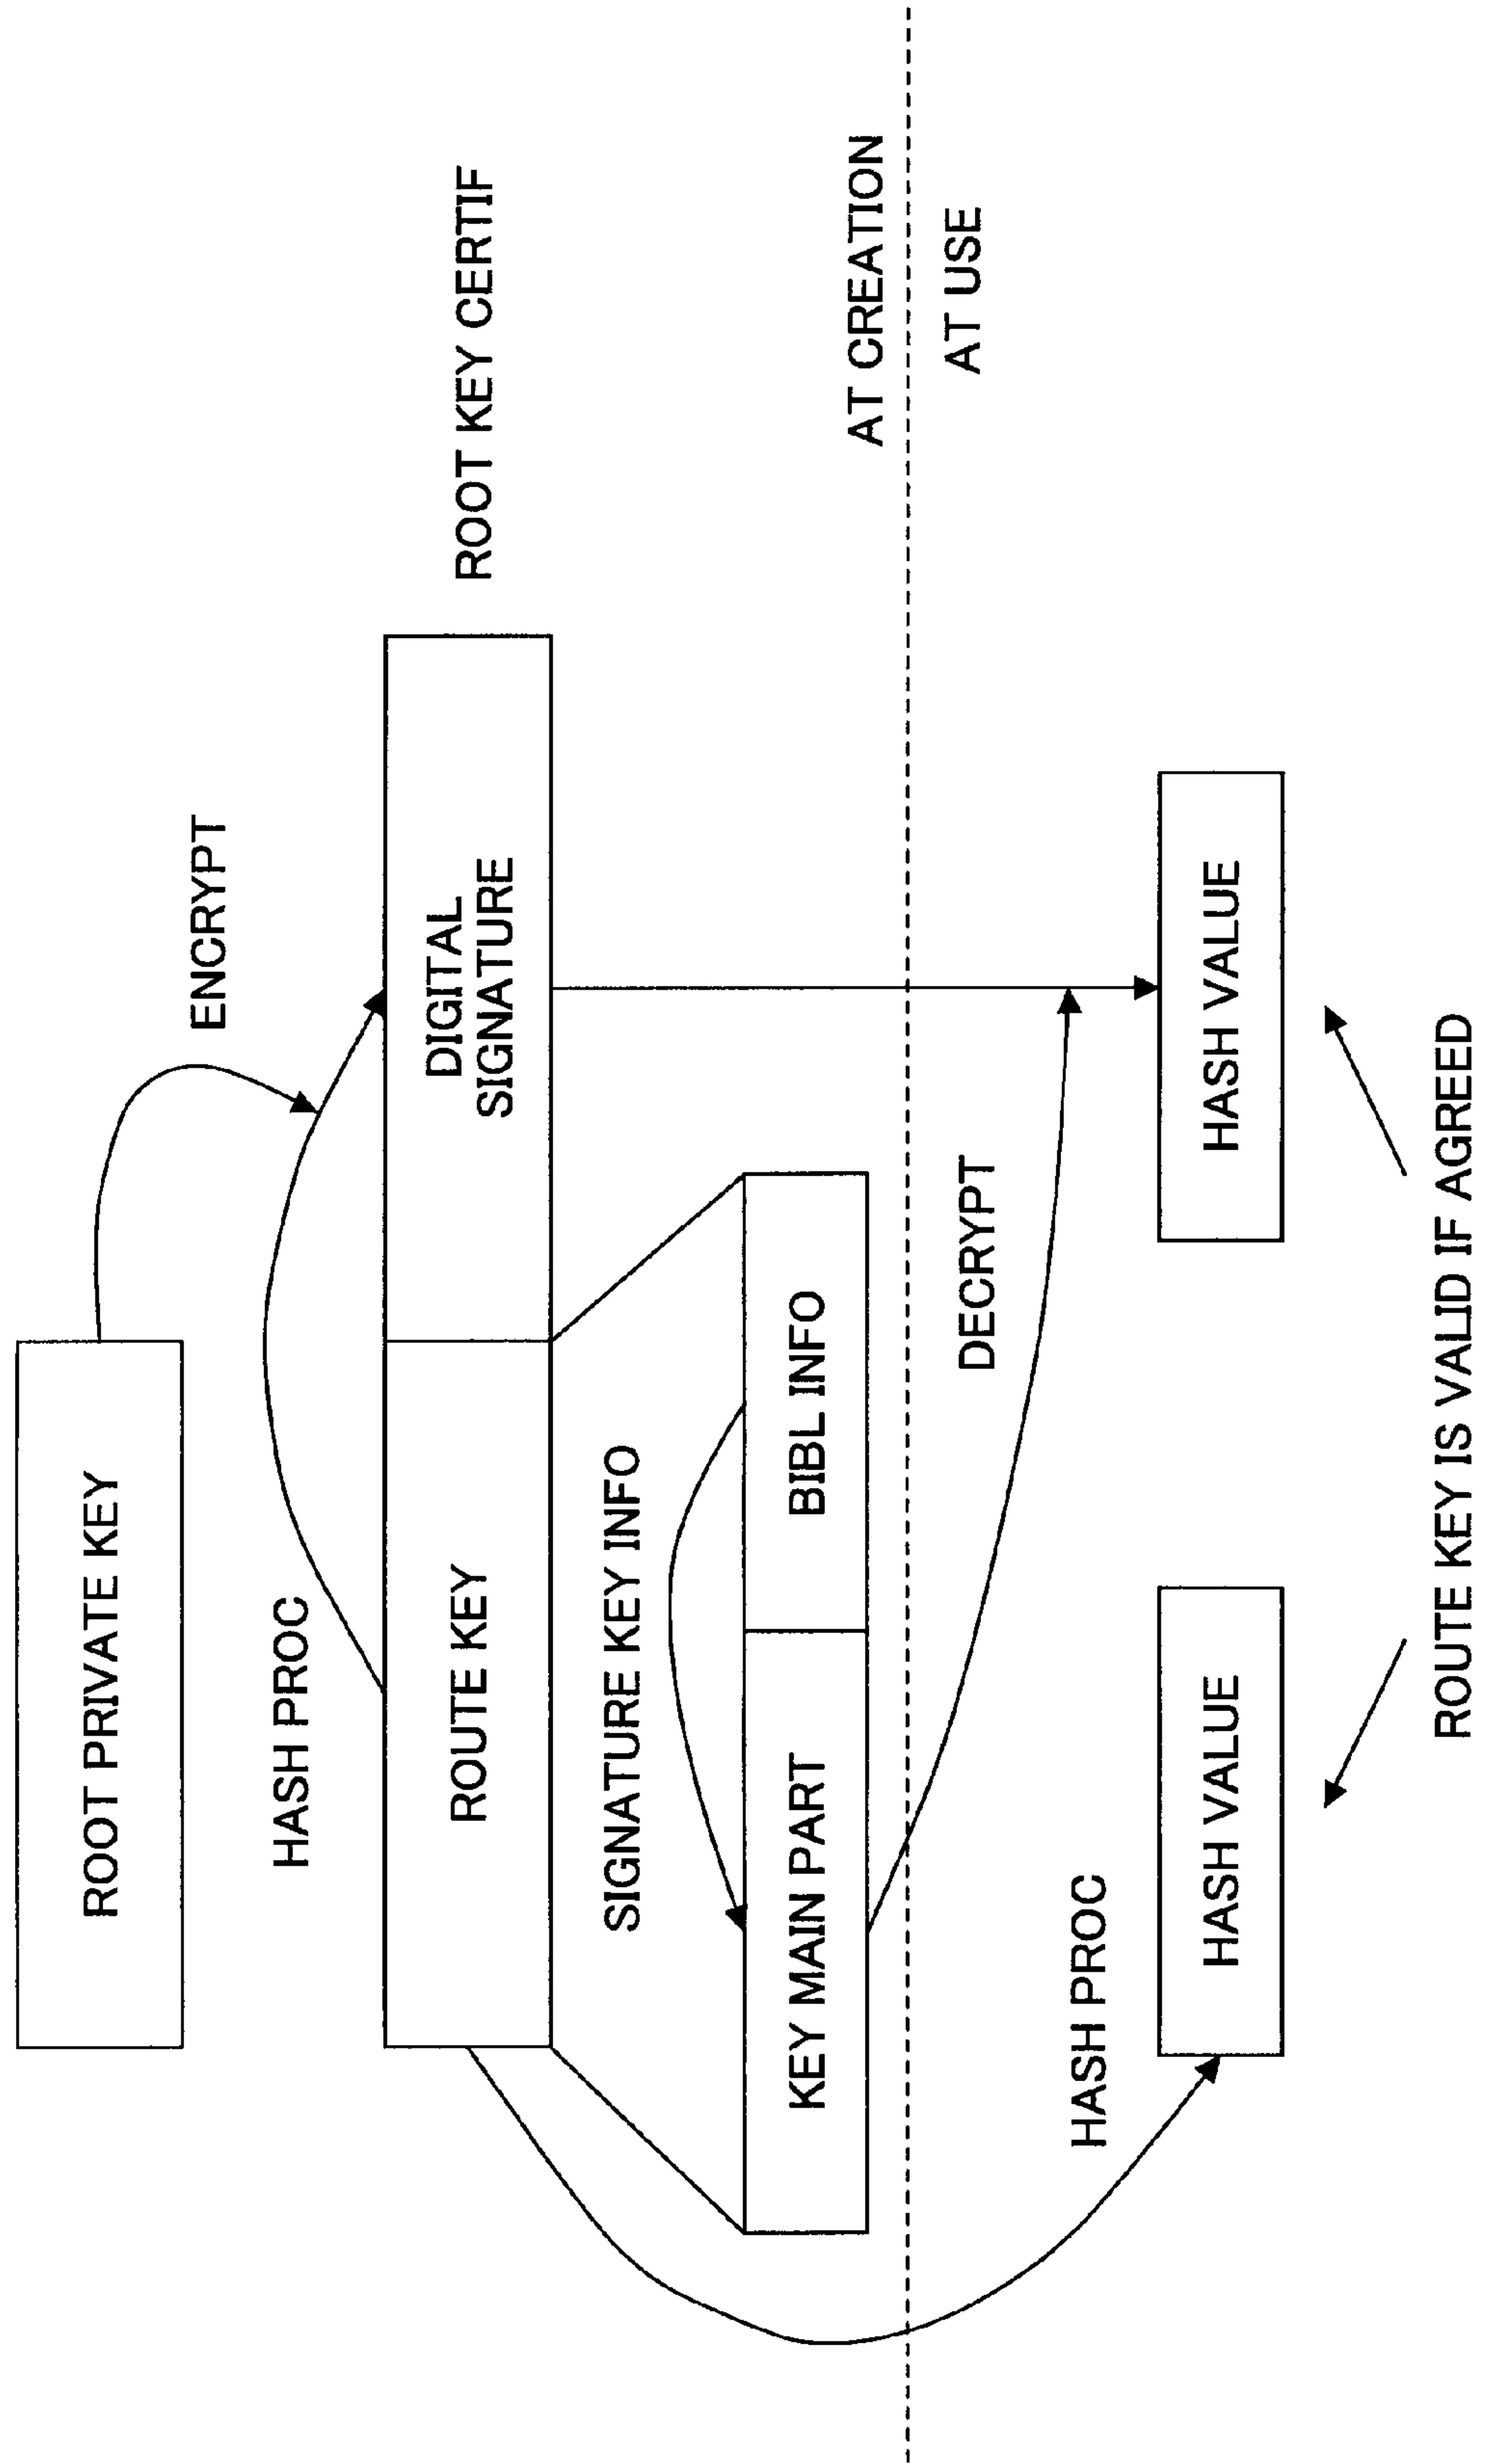 ROOT PRIVATE KEY
ENCRYPT
HASH PROC
ROUTE KEY
DIGITAL
SIGNATURE
ROOT KEY CERTIF
SIGNATURE KEY INFO
KEY MAIN PART
BIBL INFO
AT CREATION
AT USE
DECRYPT
HASH PROC
HASH VALUE
HASH VALUE
ROUTE KEY IS VALID IF AGREED